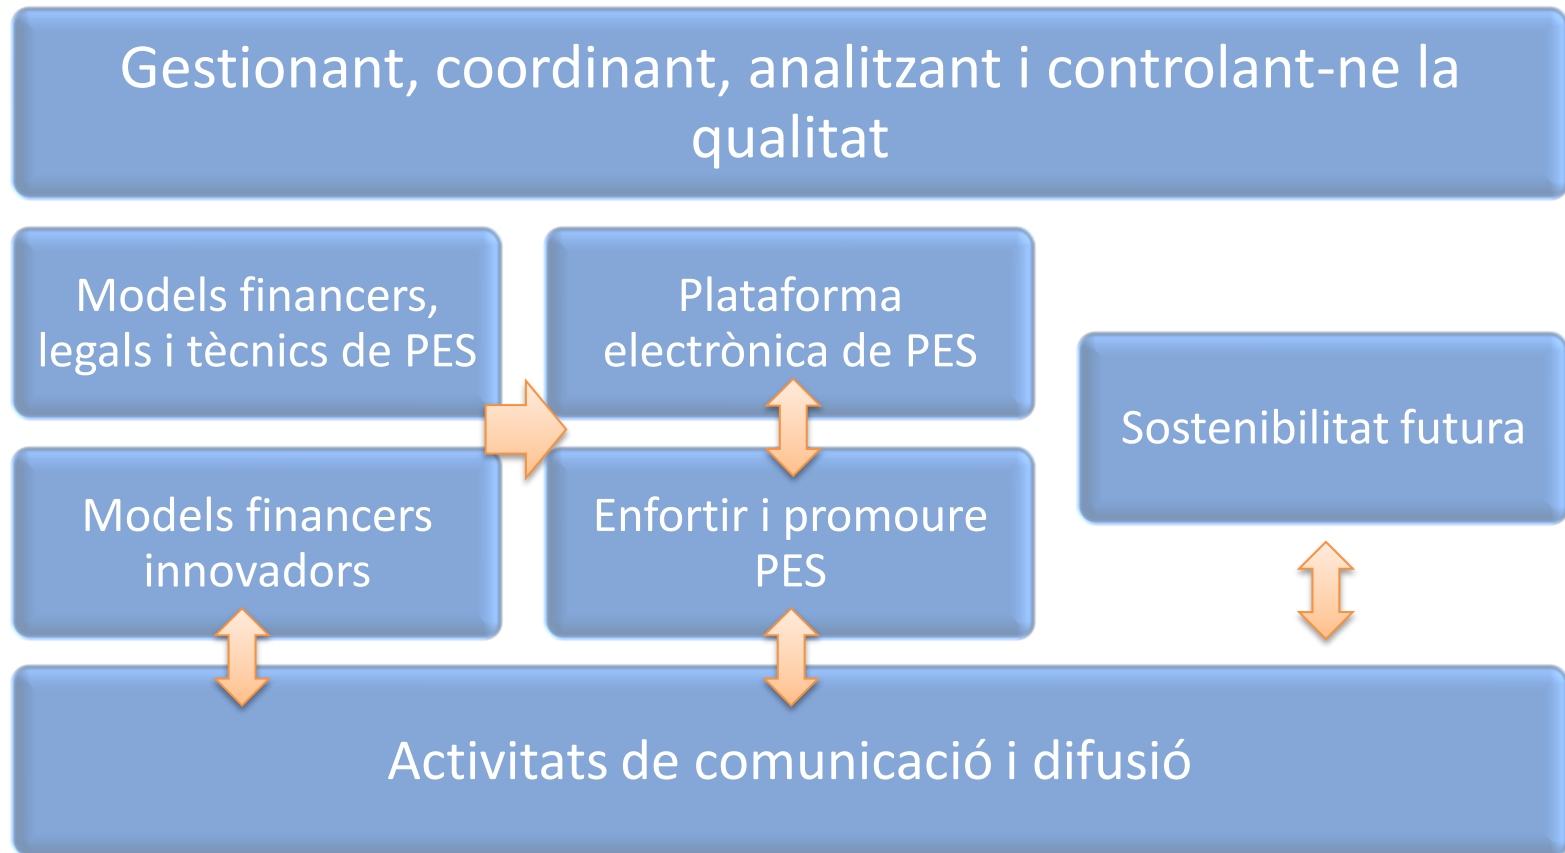 Gestionant, coordinant, analitzant i controlant-ne la
qualitat
Models financers,
legals i tècnics de PES
Plataforma
electrònica de PES
Sostenibilitat futura
Models financers
innovadors
Enfortir i promoure
PES
Activitats de comunicació i difusió